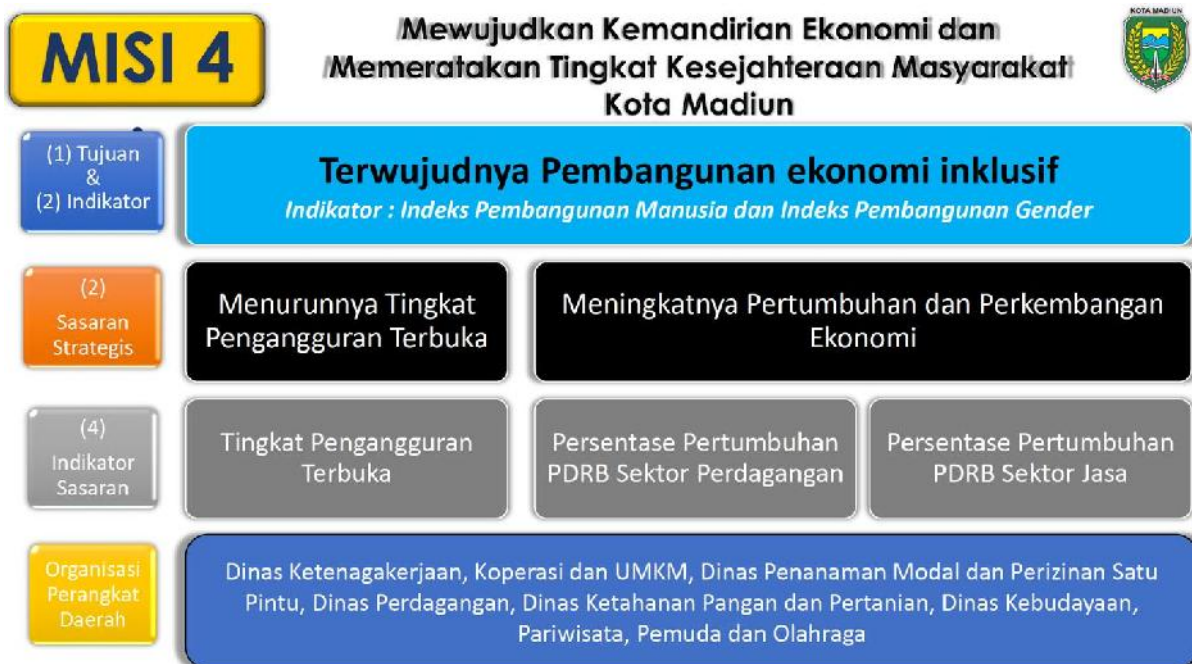 KOTA MADIUN
MISI 4
Mewujudkan Kemandirian Ekonomi dan
Memeratakan Tingkat Kesejahteraan Masyarakat
Kota Madiun
(1) Tujuan
&
(2) Indikator
Terwujudnya Pembangunan ekonomi inklusif
Indikator : Indeks Pembangunan Manusia dan Indeks Pembangunan Gender
(2)
Sasaran
Strategis
Menurunnya Tingkat
Pengangguran Terbuka
Meningkatnya Pertumbuhan dan Perkembangan
Ekonomi
(4)
Indikator
Sasaran
Tingkat Pengangguran
Terbuka
Persentase Pertumbuhan
PDRB Sektor Perdagangan
Persentase Pertumbuhan
PDRB Sektor Jasa
Organisasi
Perangkat
Daerah
Dinas Ketenagakerjaan, Koperasi dan UMKM, Dinas Penanaman Modal dan Perizinan Satu
Pintu, Dinas Perdagangan, Dinas Ketahanan Pangan dan Pertanian, Dinas Kebudayaan,
Pariwisata, Pemuda dan Olahraga